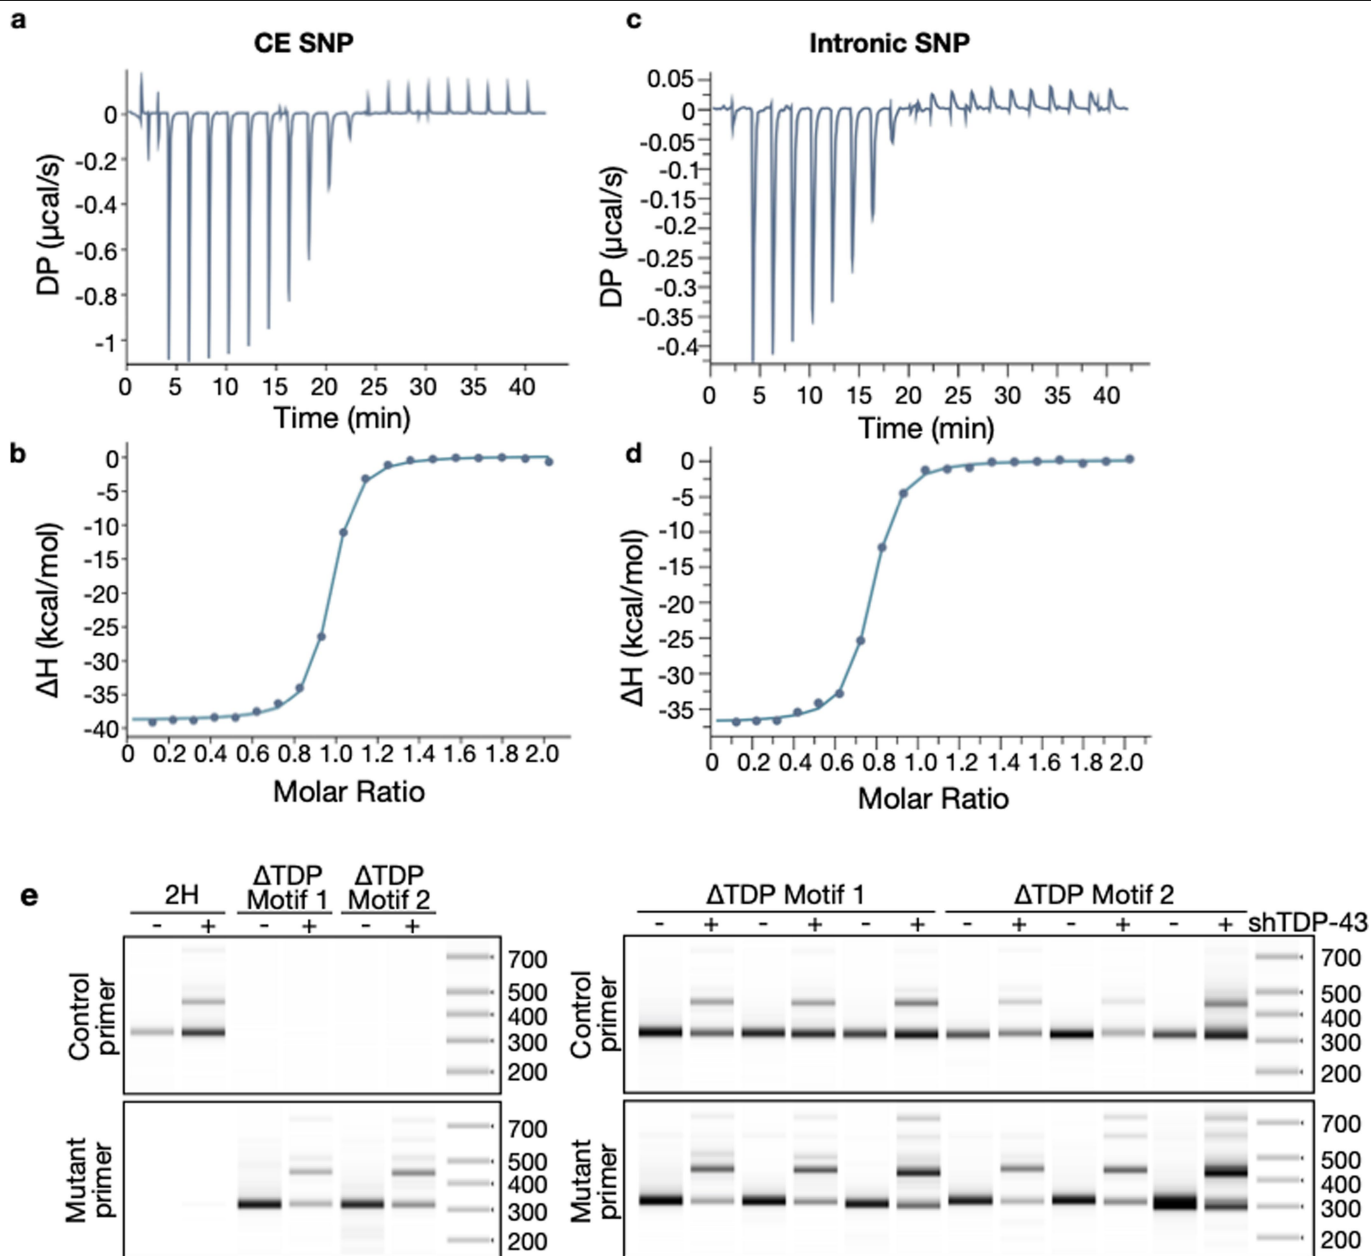 a
CE SNP
DP (µcal/s)
0
-0.2
-0.4
-0.6
-0.8
-1
0 5 10 15 20 25 30 35 40
Time (min)
c
Intronic SNP
DP (µcal/s)
0.05
0
-0.05
-0.1
-0.15
-0.2
-0.25
-0.3
-0.35
-0.4
0 5 10 15 20 25 30 35 40
Time (min)
b
ΔH (kcal/mol)
0
-5
-10
-15
-20
-25
-30
-35
-40
0 0.2 0.4 0.6 0.8 1.0 1.2 1.4 1.6 1.8 2.0
Molar Ratio
d
ΔH (kcal/mol)
0
-5
-10
-15
-20
-25
-30
-35
0 0.2 0.4 0.6 0.8 1.0 1.2 1.4 1.6 1.8 2.0
Molar Ratio
e
2H
ΔTDP
Motif 1
ΔTDP
Motif 2
- + - + - +
Control
primer
700
500
400
300
200
Mutant
primer
700
500
400
300
200
ΔTDP Motif 1
ΔTDP Motif 2
- + - + - + - + - + - + shTDP-43
Control
primer
700
500
400
300
200
Mutant
primer
700
500
400
300
200